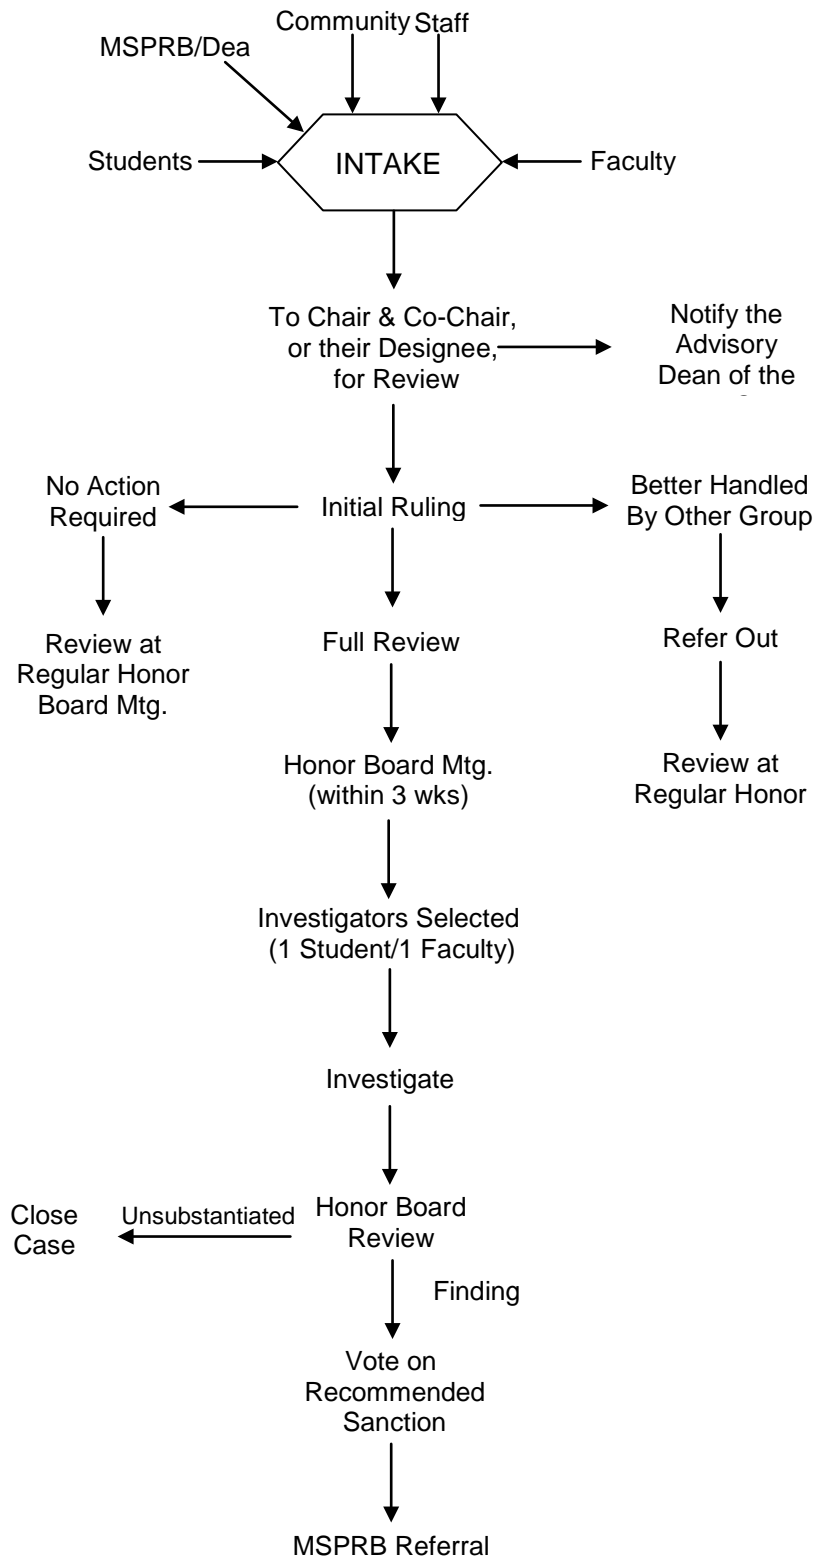 Community
Staff
MSPRB/Dea
Students
INTAKE
Faculty
To Chair & Co-Chair,
or their Designee,
for Review
Notify the
Advisory
Dean of the
No Action
Required
Initial Ruling
Better Handled
By Other Group
Review at
Regular Honor
Board Mtg.
Full Review
Refer Out
Honor Board Mtg.
(within 3 wks)
Review at
Regular Honor
Investigators Selected
(1 Student/1 Faculty)
Investigate
Close
Case
Unsubstantiated
Honor Board
Review
Finding
Vote on
Recommended
Sanction
MSPRB Referral